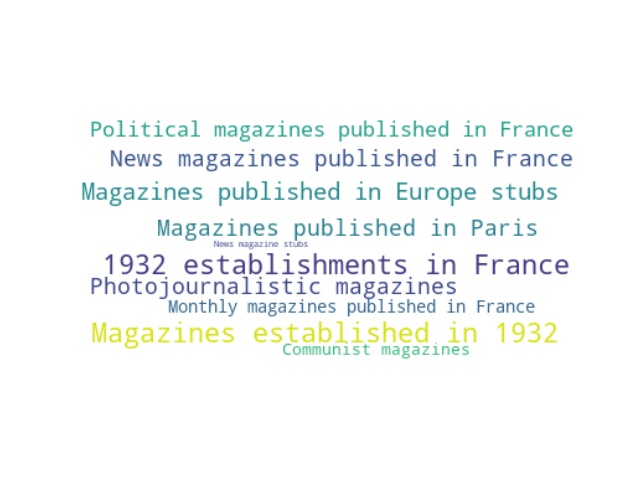 Political magazines published in France
News magazines published in France
Magazines published in Europe stubs
Magazines published in Paris
News magazine stubs
1932 establishments in France
Photojournalistic magazines
Monthly magazines published in France
Magazines established in 1932
Communist magazines